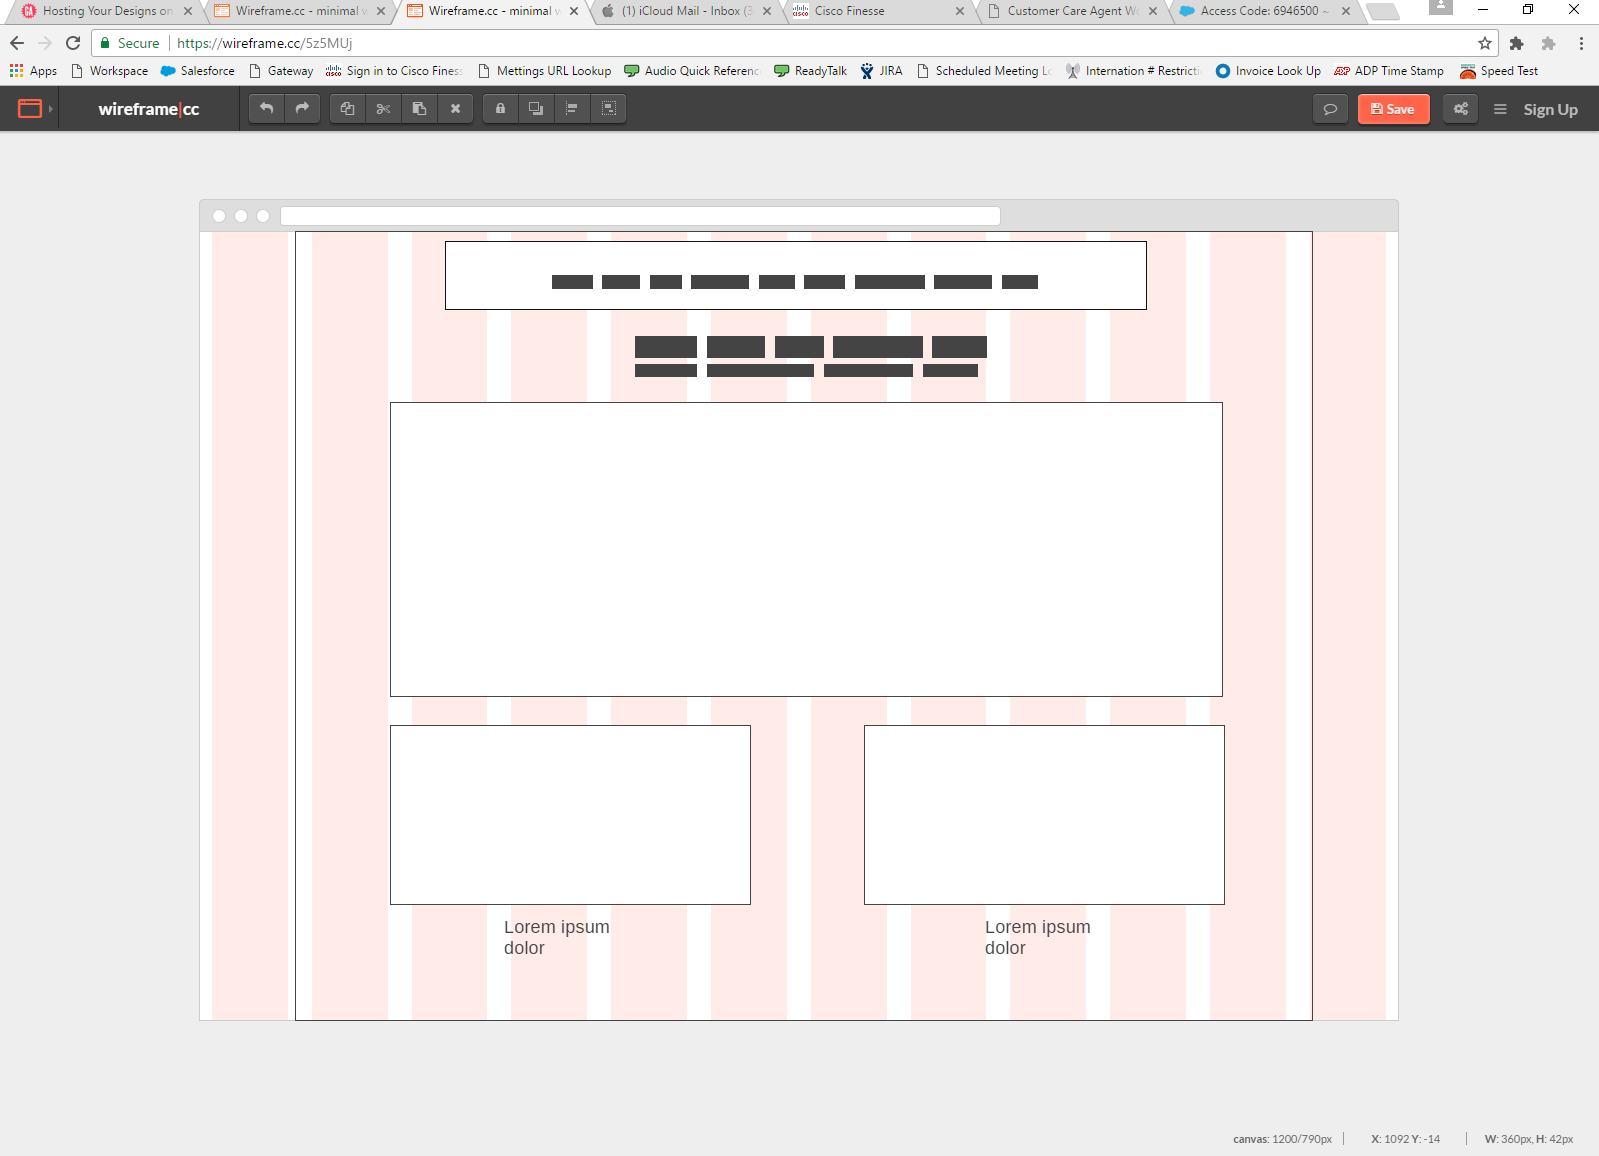 Hosting Your Designs on
Wireframe.cc - minimal w
Wireframe.cc - minimal w
(1) iCloud Mail - Inbox (3
Cisco Finesse
Customer Care Agent Wo
Access Code: 6946500 ~
Secure
https://wireframe.cc/5z5MUj
Apps
Workspace
Salesforce
Gateway
Sign in to Cisco Finess
Mettings URL Lookup
Audio Quick Referenc
ReadyTalk
JIRA
Scheduled Meeting Lo
Internation # Restricti
Invoice Look Up
ADP Time Stamp
Speed Test
wireframe|cc
Save
Sign Up
Lorem ipsum
dolor
Lorem ipsum
dolor
canvas: 1200/790px
X: 1092 Y: -14
W: 360px, H: 42px